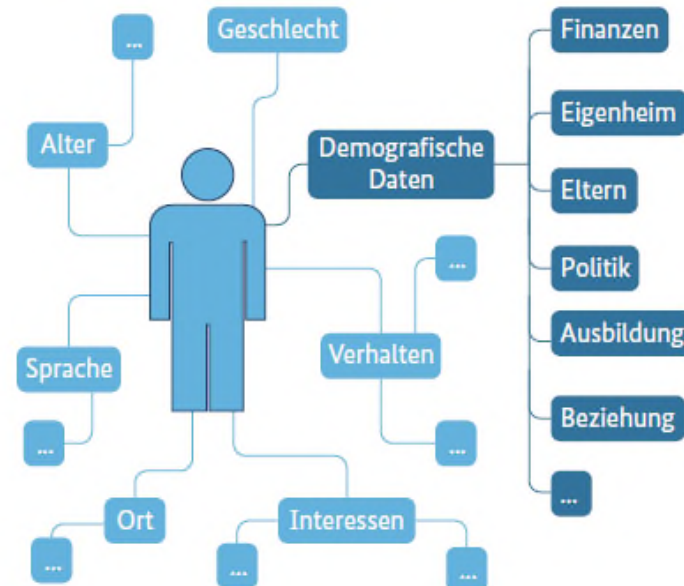 ...
Geschlecht
Alter
Demografische
Daten
Finanzen
Eigenheim
Eltern
Politik
Ausbildung
Beziehung
...
...
Verhalten
...
Sprache
...
Ort
...
Interessen
...
...